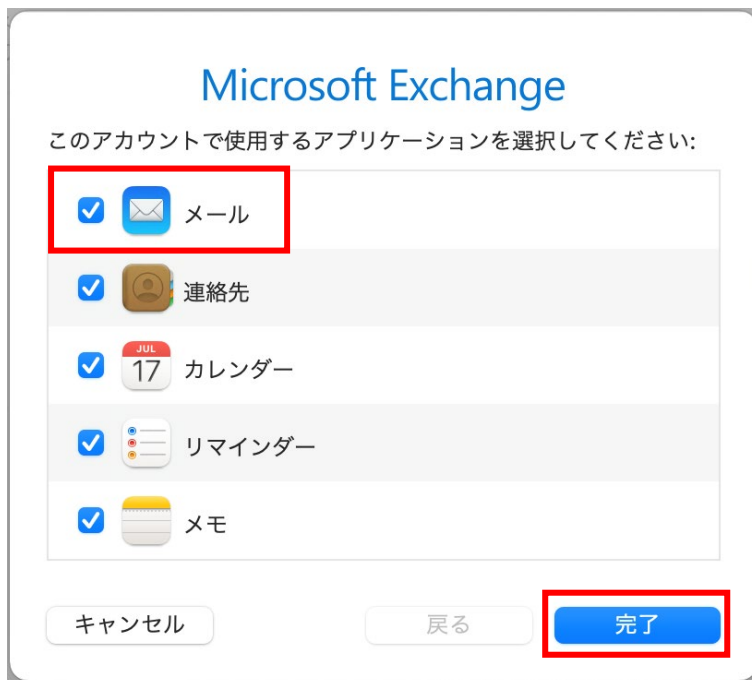 Microsoft Exchange
このアカウントで使用するアプリケーションを選択してください:
メール
連絡先
JUL
17
カレンダー
リマインダー
メモ
キャンセル
戻る
完了